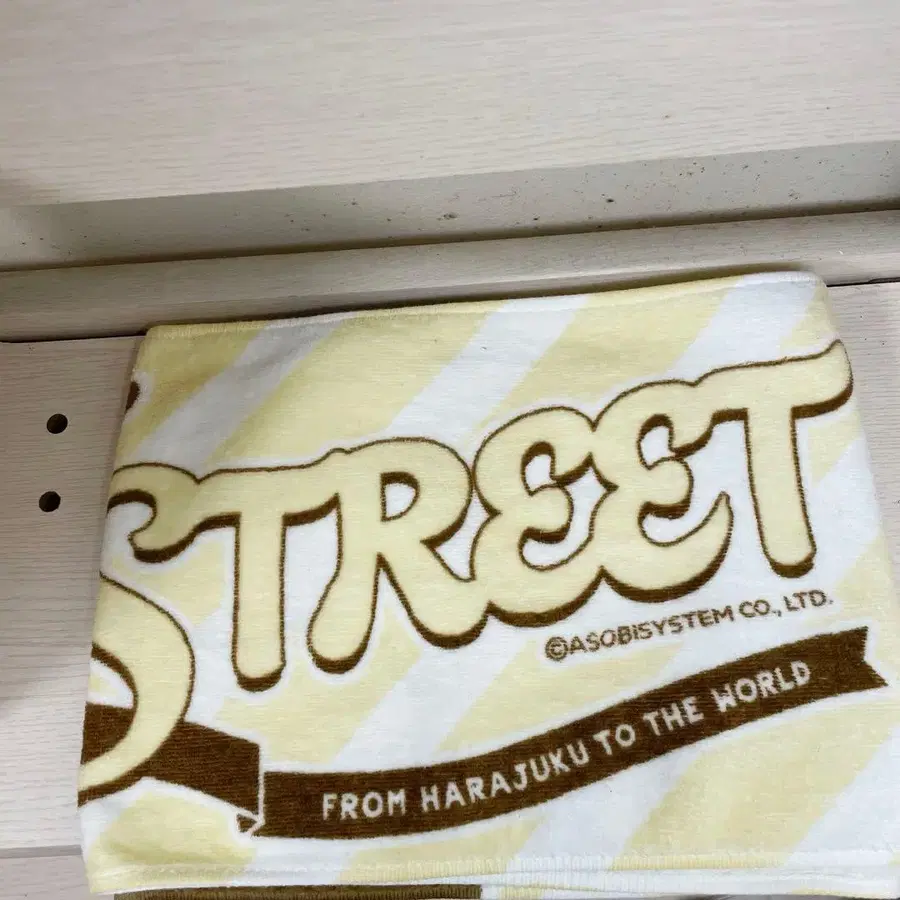 STREET
©ASOBISYSTEM CO., LTD.
FROM HARAJUKU TO THE WORLD